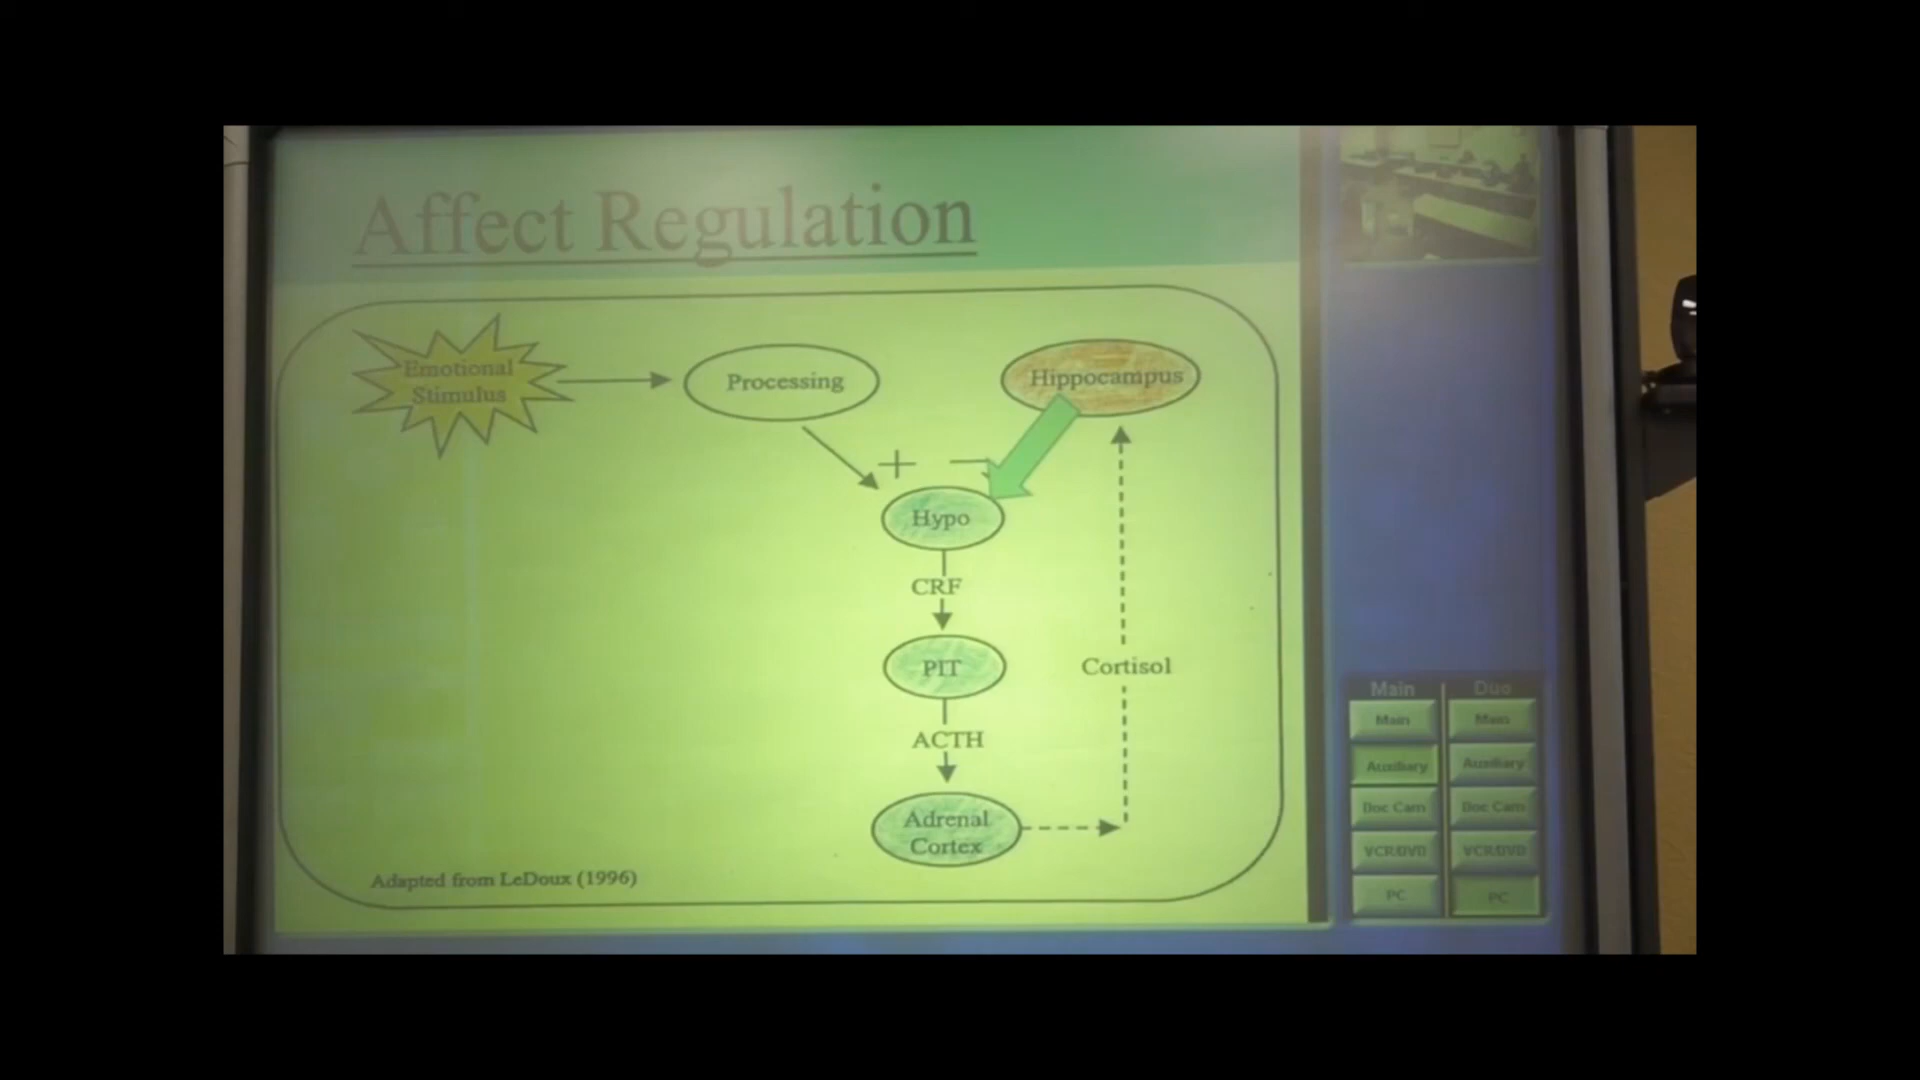 Affect Regulation
Emotional
Stimulus
Processing
Hippocampus
+
—
Hypo
CRF
PIT
Cortisol
ACTH
Adrenal
Cortex
Adapted from LeDoux (1996)
Main
Duo
Main
Main
Auxiliary
Auxiliary
Doc Cam
Doc Cam
VCR/DVD
VCR/DVD
PC
PC